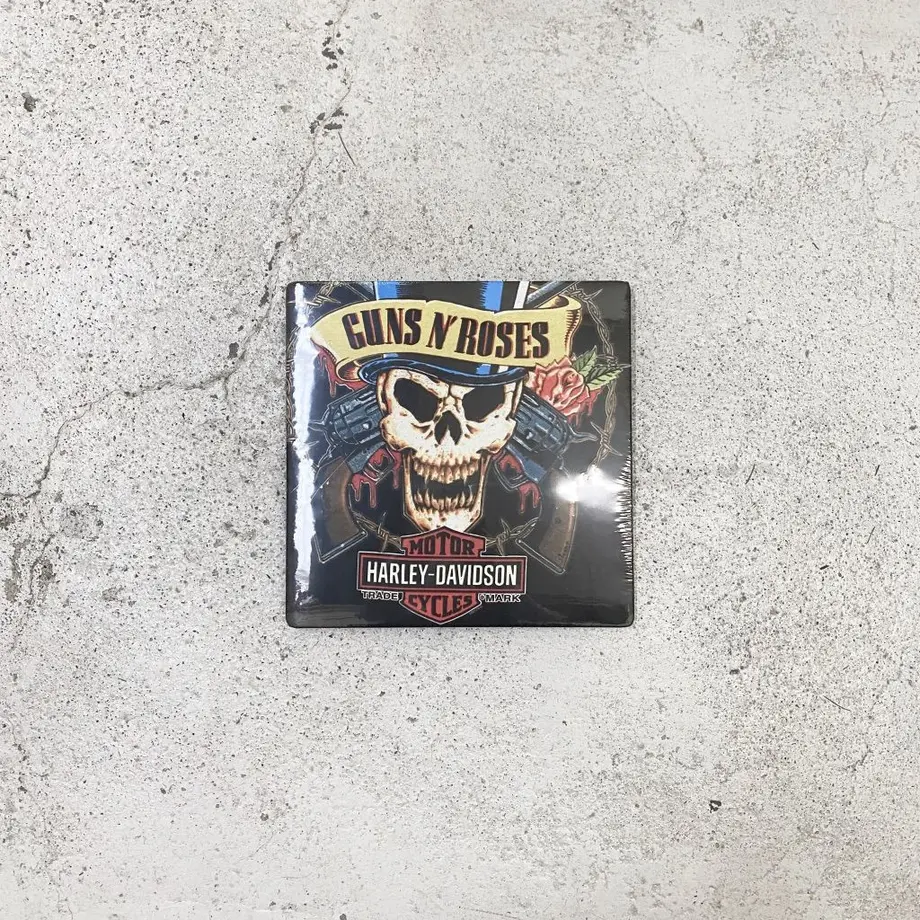 GUNS N' ROSES
MOTOR
HARLEY-DAVIDSON
TRADE ®MARK
CYCLES